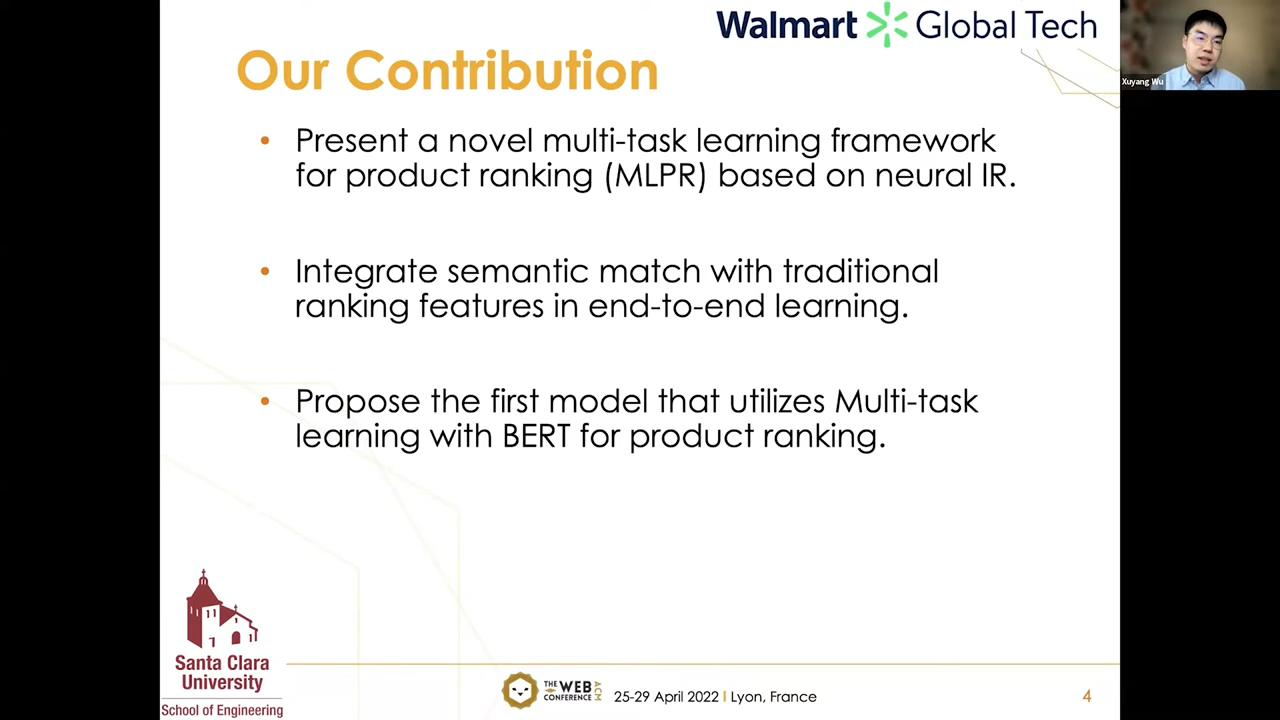 Walmart Global Tech
Xuyang Wu
Our Contribution
• Present a novel multi-task learning framework
for product ranking (MLPR) based on neural IR.
• Integrate semantic match with traditional
ranking features in end-to-end learning.
• Propose the first model that utilizes Multi-task
learning with BERT for product ranking.
Santa Clara
University
School of Engineering
THE WEB
CONFERENCE
ACM
25-29 April 2022 | Lyon, France
4